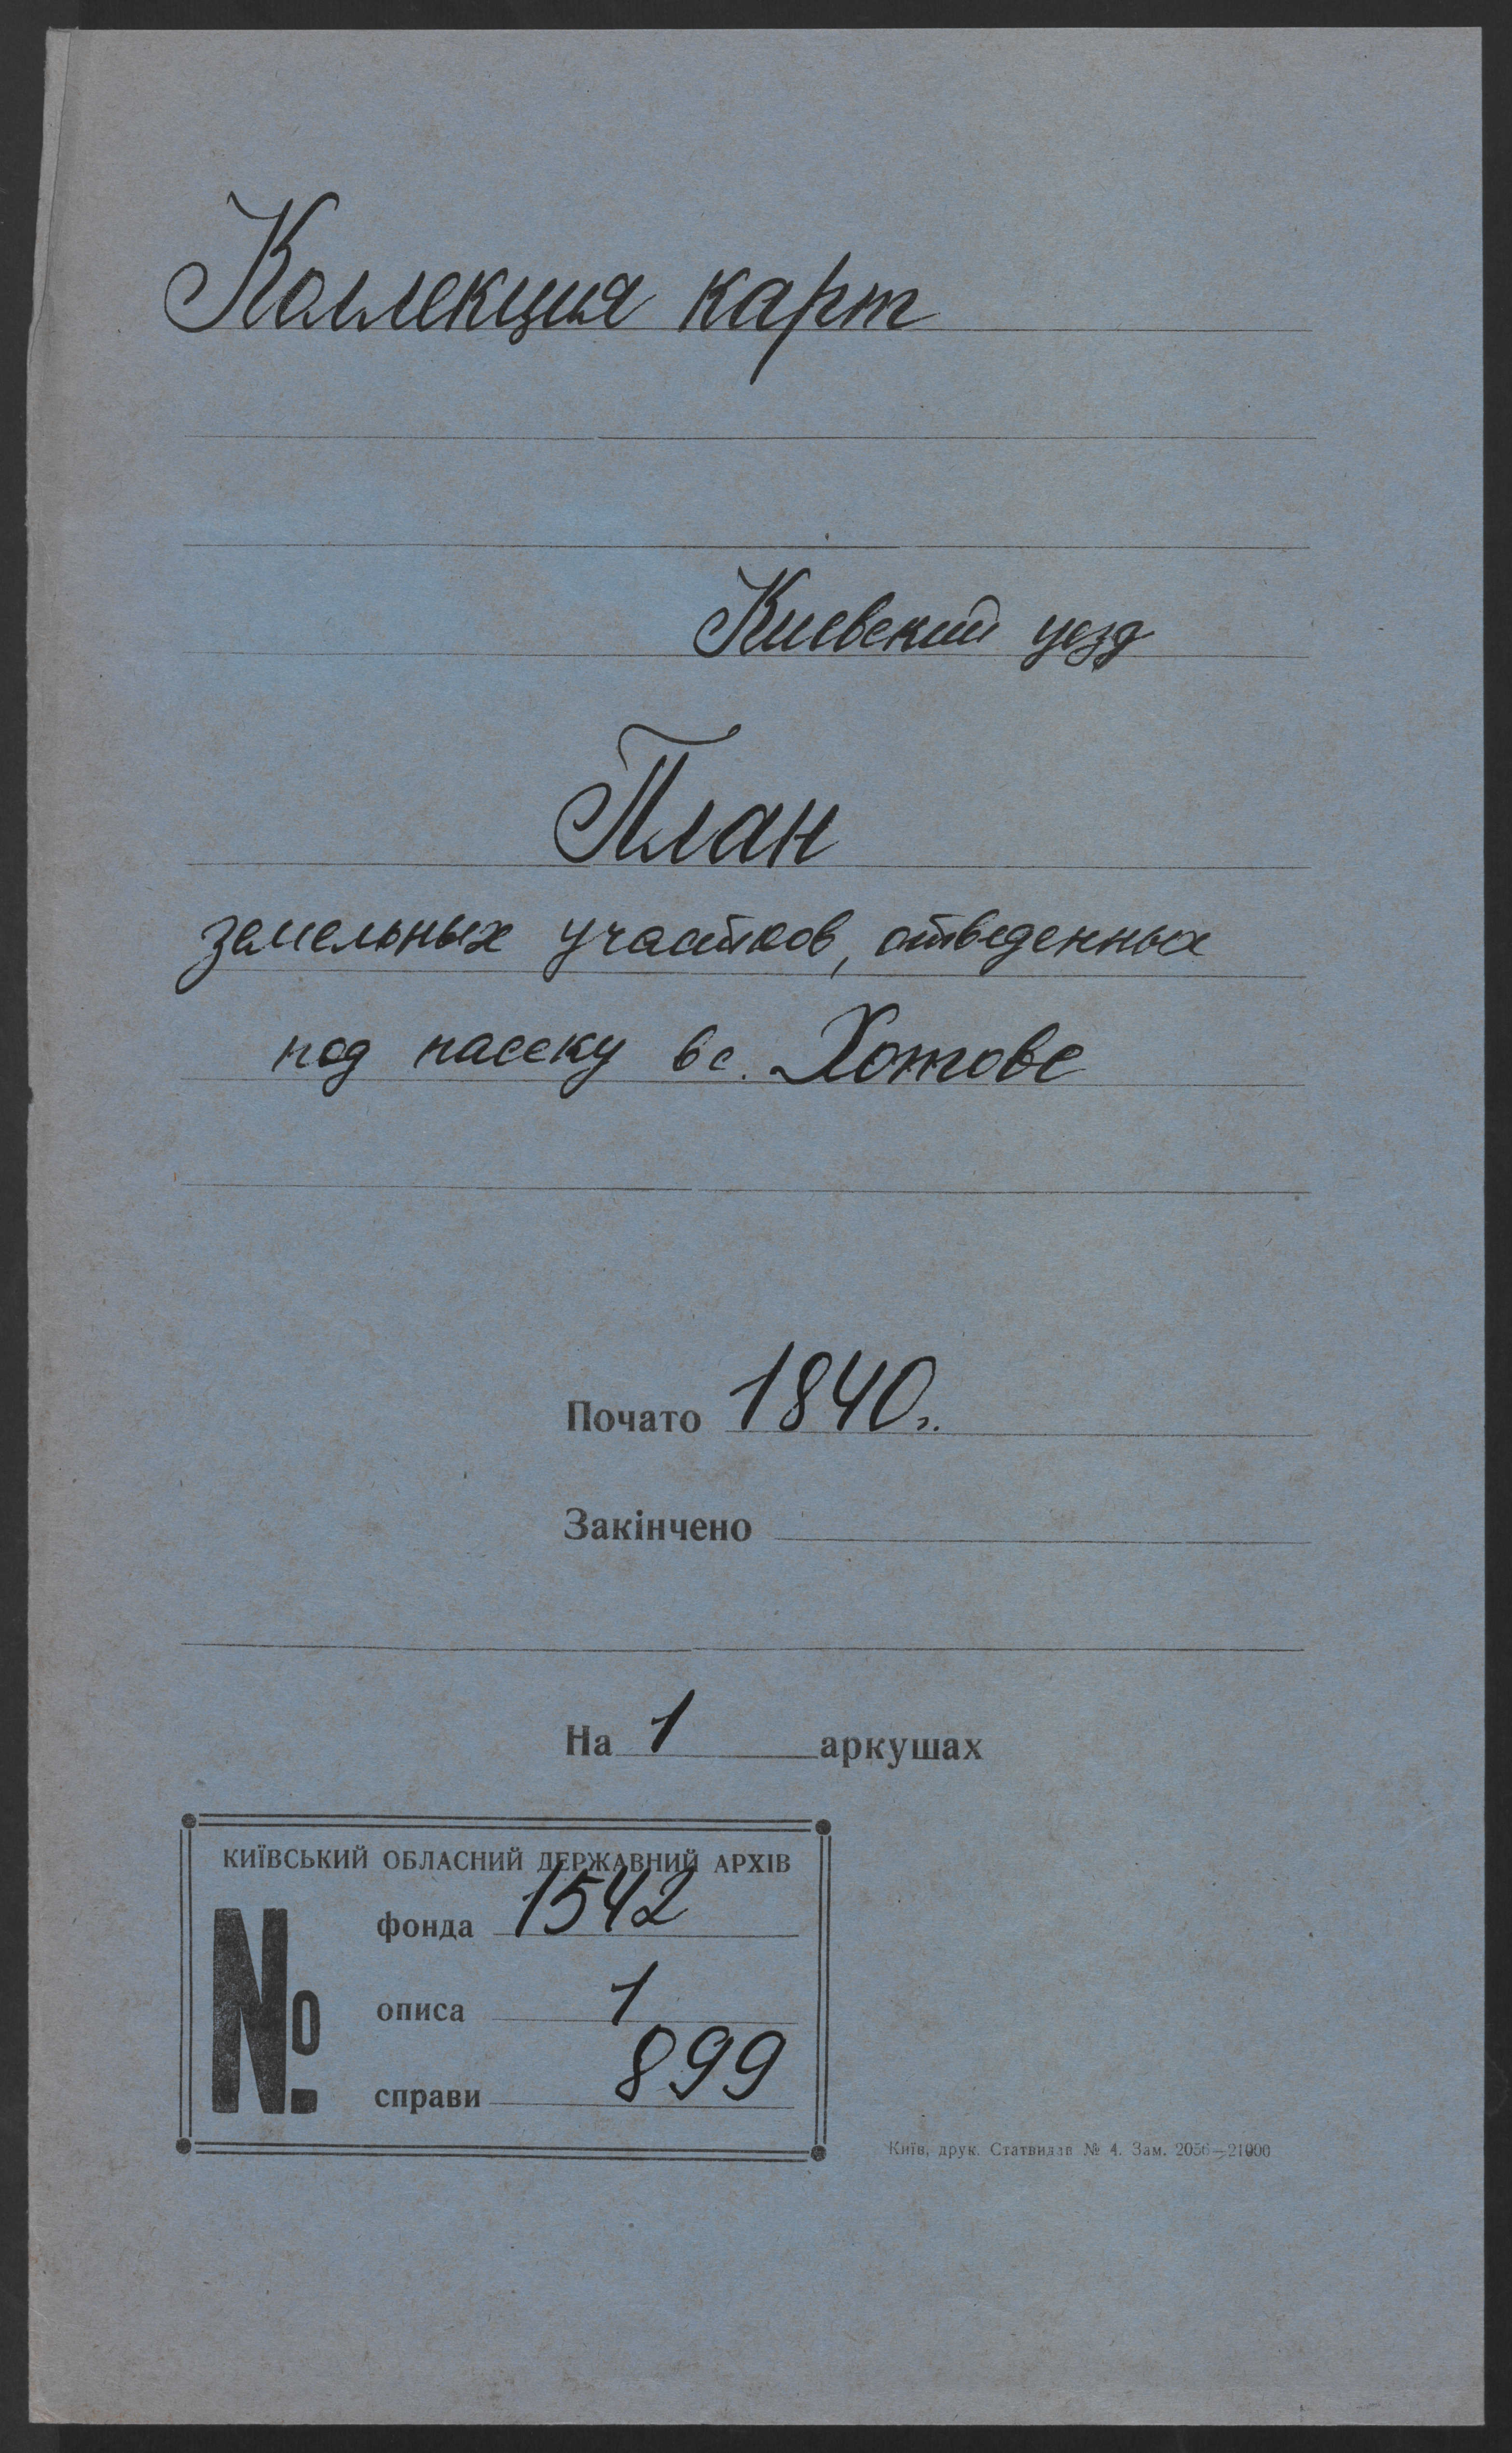 Коллекция карт
Киевский уезд
План
земельных участков, отведенных
под пасеку в с. Хотове
Почато 1840 г.
Закінчено
На 1 аркушах
КИЇВСЬКИЙ ОБЛАСНИЙ ДЕРЖАВНИЙ АРХІВ
№
фонда 1542
описа 1
справи 899
Київ, друк. Статвидав № 4. Зам. 2056—21000